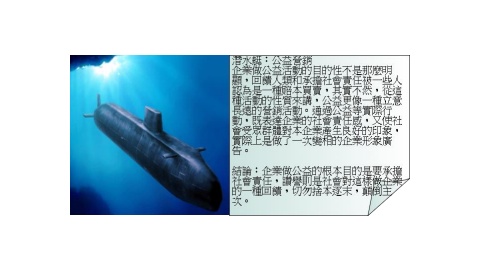 潛水艇：公益營銷
企業做公益活動的目的性不是那麼明
顯，回饋人類和承擔社會責任被一些人
認為是一種賠本買賣，其實不然，從這
種活動的性質來講，公益更像一種立意
長遠的營銷活動。通過公益等實際行
動，既表達企業的社會責任感，又使社
會受眾群體對本企業產生良好的印象，
實際上是做了一次變相的企業形象廣
告。
結論：企業做公益的根本目的是要承擔
社會責任，讚譽則是社會對這樣做企業
的一種回饋，切勿捨本逐末，顛倒主
次。